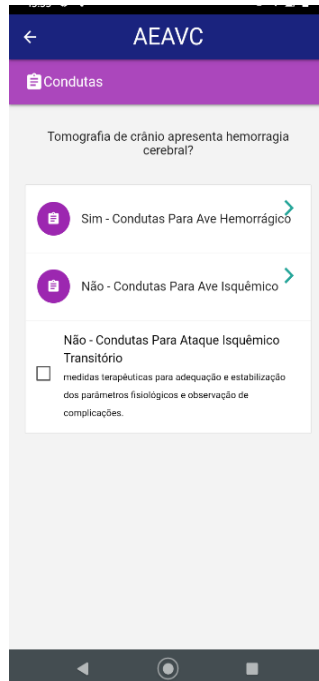 AEAVC
Condutas
Tomografia de crânio apresenta hemorragia
cerebral?
Sim - Condutas Para Ave Hemorrágico
Não - Condutas Para Ave Isquêmico
Não - Condutas Para Ataque Isquêmico
Transitório
medidas terapêuticas para adequação e estabilização
dos parâmetros fisiológicos e observação de
complicações.